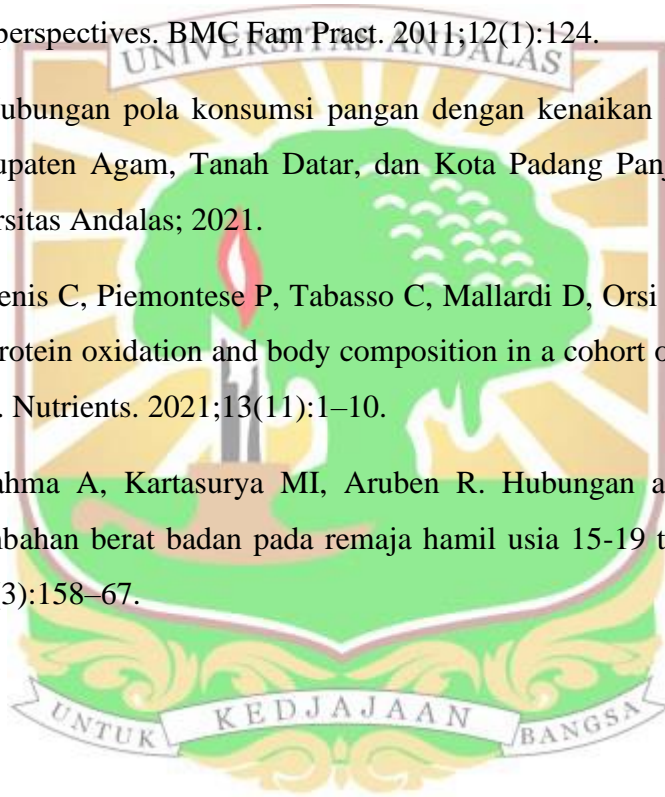 perspectives. BMC Fam Pract. 2011;12(1):124.
UNIVERSITAS ANDALAS
ubungan pola konsumsi pangan dengan kenaikan
upaten Agam, Tanah Datar, dan Kota Padang Panj
rsitas Andalas; 2021.
enis C, Piemontese P, Tabasso C, Mallardi D, Orsi
rotein oxidation and body composition in a cohort o
. Nutrients. 2021;13(11):1–10.
ahma A, Kartasurya MI, Aruben R. Hubungan a
nbahan berat badan pada remaja hamil usia 15-19 t
(3):158–67.
UNTUK KEDJAJAAN BANGSA